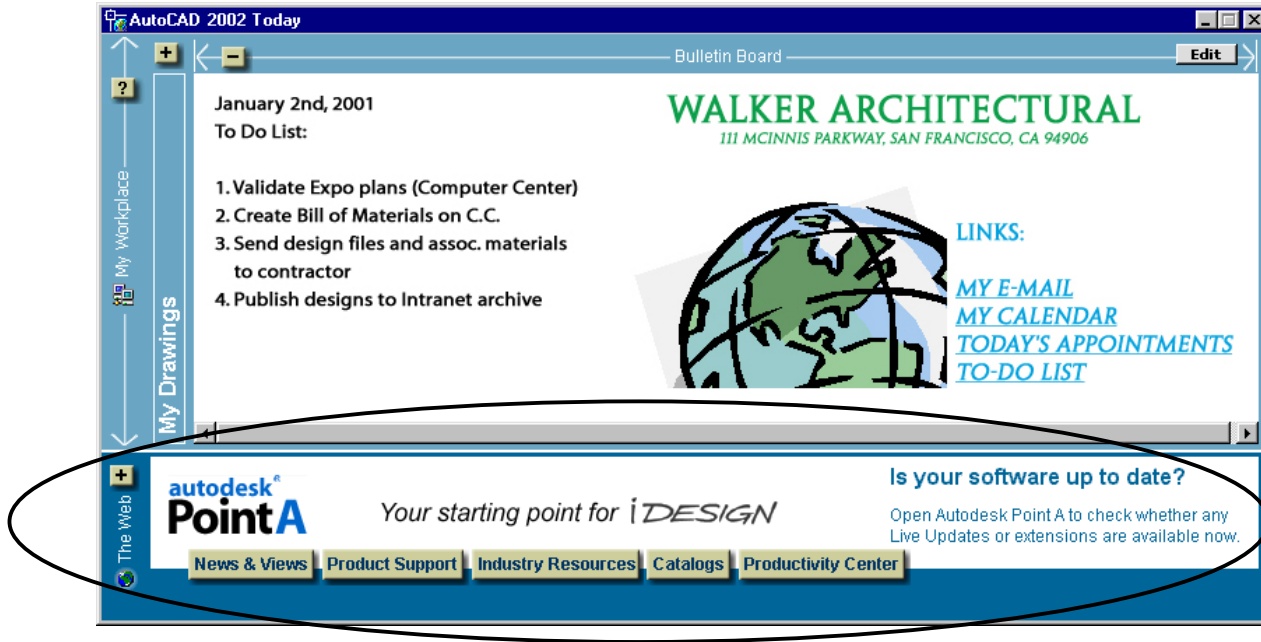 AutoCAD 2002 Today
+
−
Bulletin Board
Edit
?
My Workplace
My Drawings
January 2nd, 2001
To Do List:
1. Validate Expo plans (Computer Center)
2. Create Bill of Materials on C.C.
3. Send design files and assoc. materials
to contractor
4. Publish designs to Intranet archive
WALKER ARCHITECTURAL
111 MCINNIS PARKWAY, SAN FRANCISCO, CA 94906
LINKS:
MY E-MAIL
MY CALENDAR
TODAY'S APPOINTMENTS
TO-DO LIST
+
The Web
autodesk®
Point A
Your starting point for iDESIGN
Is your software up to date?
Open Autodesk Point A to check whether any
Live Updates or extensions are available now.
News & Views Product Support Industry Resources Catalogs Productivity Center